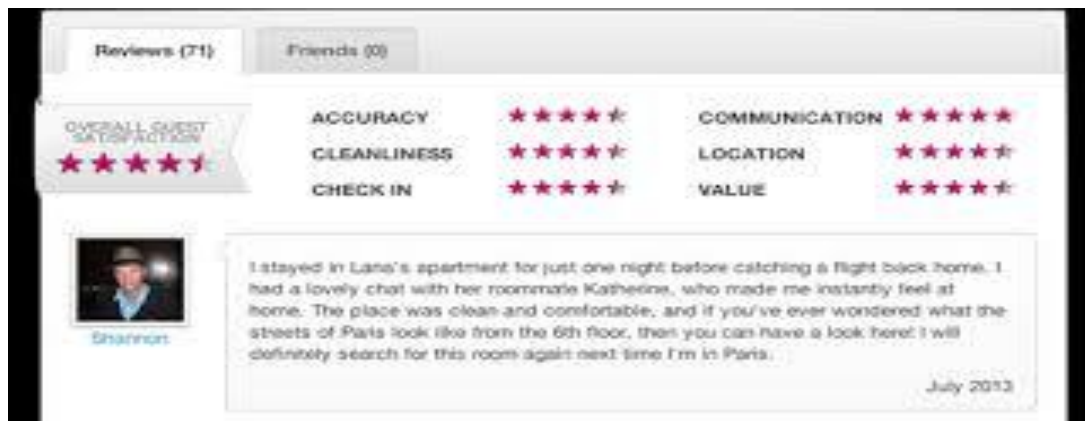 Reviews (71)
Friends (0)
OVERALL GUEST
SATISFACTION
ACCURACY
COMMUNICATION
CLEANLINESS
LOCATION
CHECK IN
VALUE
Shannon
I stayed in Lana's apartment for just one night before catching a flight back home. I
had a lovely chat with her roommate Katherine, who made me instantly feel at
home. The place was clean and comfortable, and if you've ever wondered what the
streets of Paris look like from the 6th floor, then you can have a look here! I will
definitely search for this room again next time I'm in Paris.
July 2013